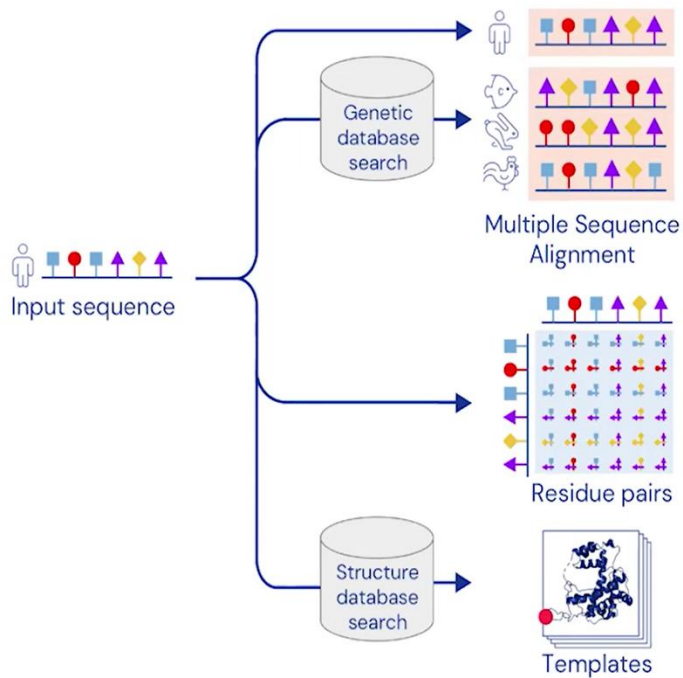 Genetic
database
search
Multiple Sequence
Alignment
Input sequence
Residue pairs
Structure
database
search
Templates